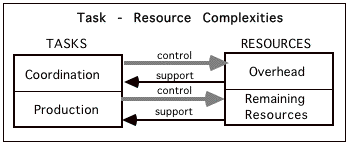 Task - Resource Complexities
TASKS
RESOURCES
control
Coordination
Overhead
support
control
Production
Remaining
Resources
support